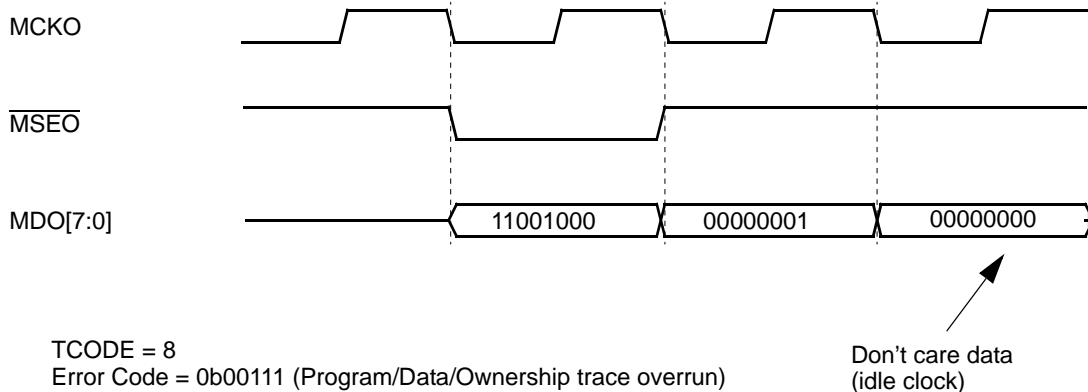 MCKO
MSEO
MDO[7:0]
11001000 00000001 00000000
TCODE = 8
Error Code = 0b00111 (Program/Data/Ownership trace overrun)
Don't care data
(idle clock)